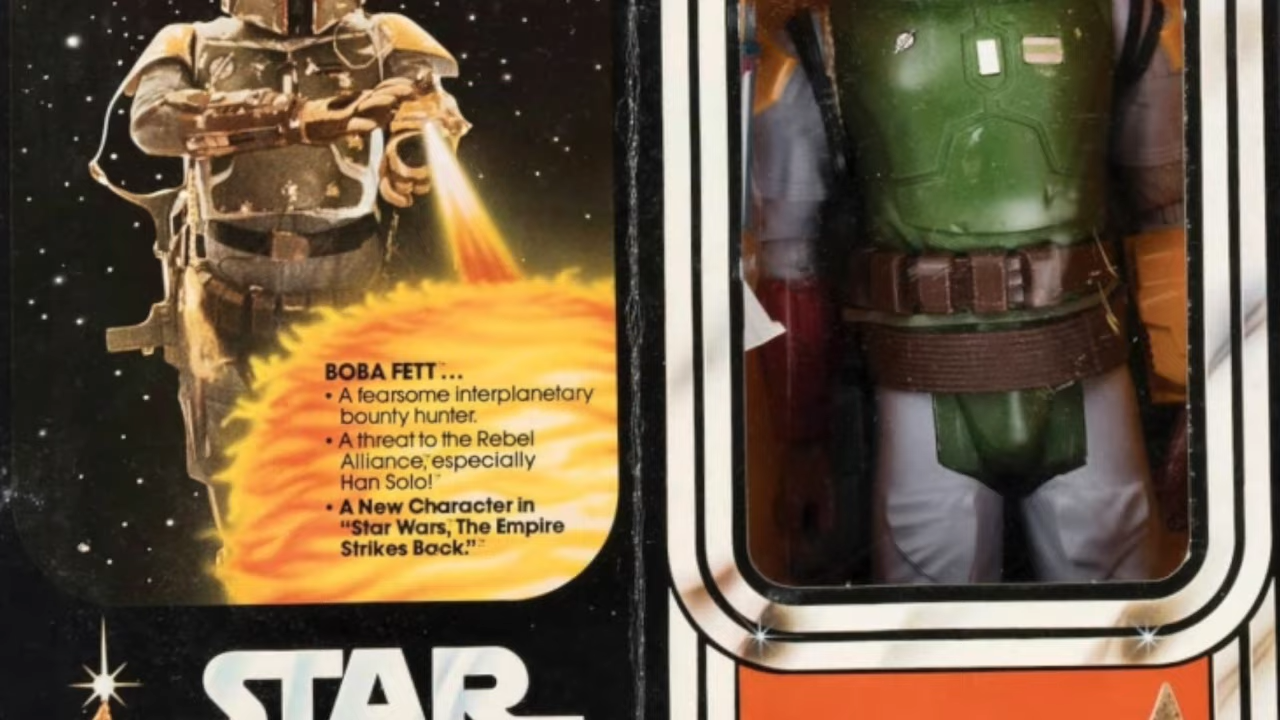 BOBA FETT™...
• A fearsome interplanetary
bounty hunter.
• A threat to the Rebel
Alliance,™ especially
Han Solo!™
• A New Character in
“Star Wars,™ The Empire
Strikes Back.”™
STAR